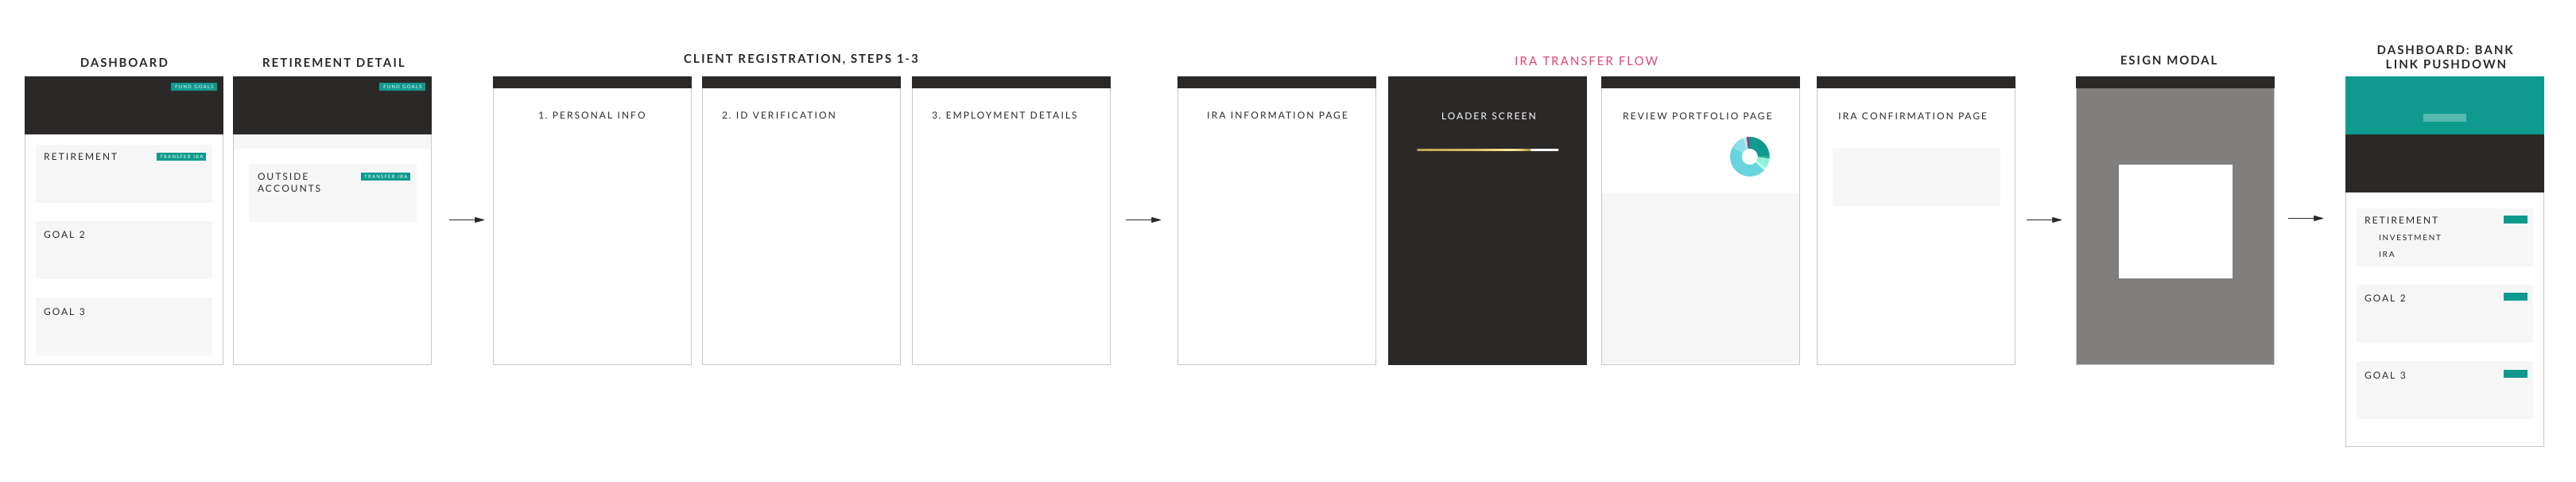 DASHBOARD
FUND GOALS
RETIREMENT
TRANSFER IRA
GOAL 2
GOAL 3
RETIREMENT DETAIL
FUND GOALS
OUTSIDE
ACCOUNTS
TRANSFER IRA
CLIENT REGISTRATION, STEPS 1-3
1. PERSONAL INFO
2. ID VERIFICATION
3. EMPLOYMENT DETAILS
IRA TRANSFER FLOW
IRA INFORMATION PAGE
LOADER SCREEN
REVIEW PORTFOLIO PAGE
IRA CONFIRMATION PAGE
ESIGN MODAL
DASHBOARD: BANK
LINK PUSHDOWN
RETIREMENT
INVESTMENT
IRA
GOAL 2
GOAL 3